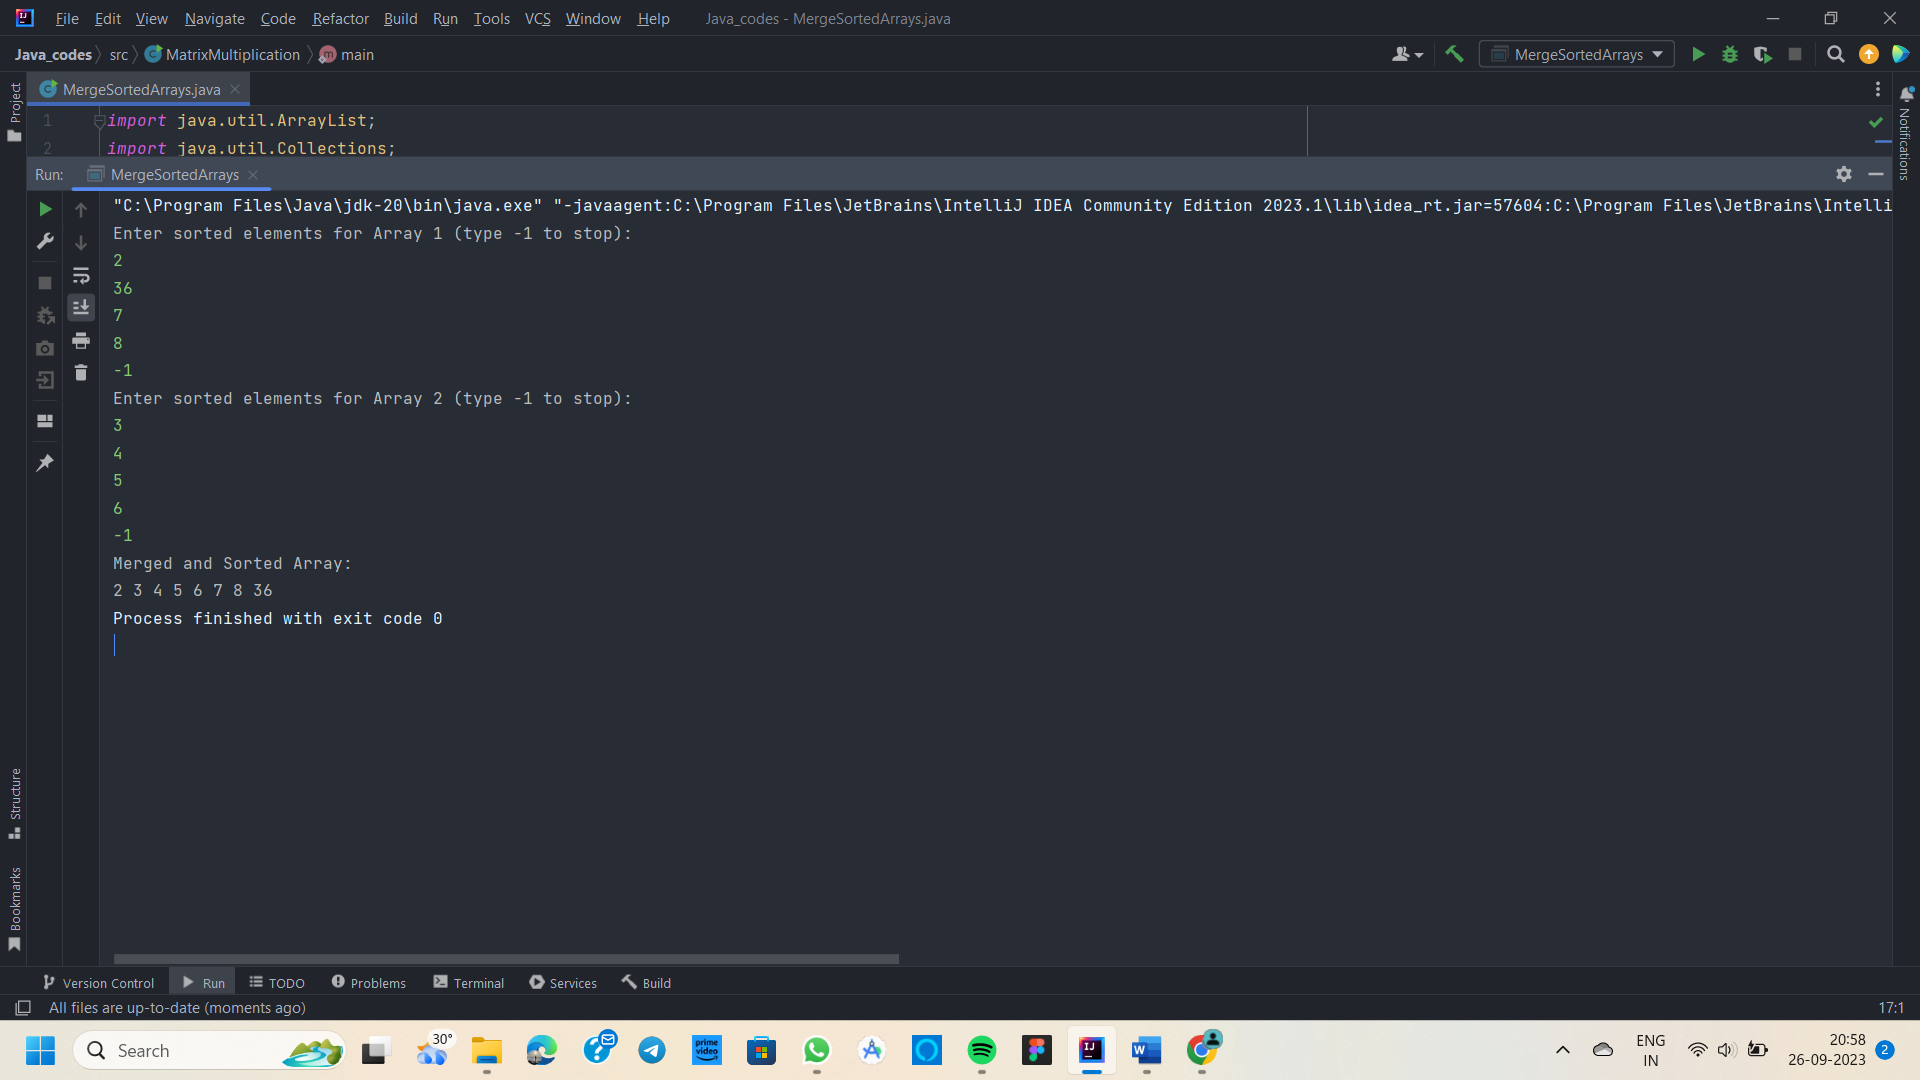 File Edit View Navigate Code Refactor Build Run Tools VCS Window Help Java_codes - MergeSortedArrays.java
Java_codes src MatrixMultiplication m main MergeSortedArrays
Project
MergeSortedArrays.java
Notifications
1 import java.util.ArrayList;
2 import java.util.Collections;
Run: MergeSortedArrays
"C:\Program Files\Java\jdk-20\bin\java.exe" "-javaagent:C:\Program Files\JetBrains\IntelliJ IDEA Community Edition 2023.1\lib\idea_rt.jar=57604:C:\Program Files\JetBrains\Intelli
Enter sorted elements for Array 1 (type -1 to stop):
2
36
7
8
-1
Enter sorted elements for Array 2 (type -1 to stop):
3
4
5
6
-1
Merged and Sorted Array:
2 3 4 5 6 7 8 36
Process finished with exit code 0
Structure
Bookmarks
Version Control Run TODO Problems Terminal Services Build
All files are up-to-date (moments ago) 17:1
Search 30° prime video IJ W ENG IN 20:58 2
26-09-2023